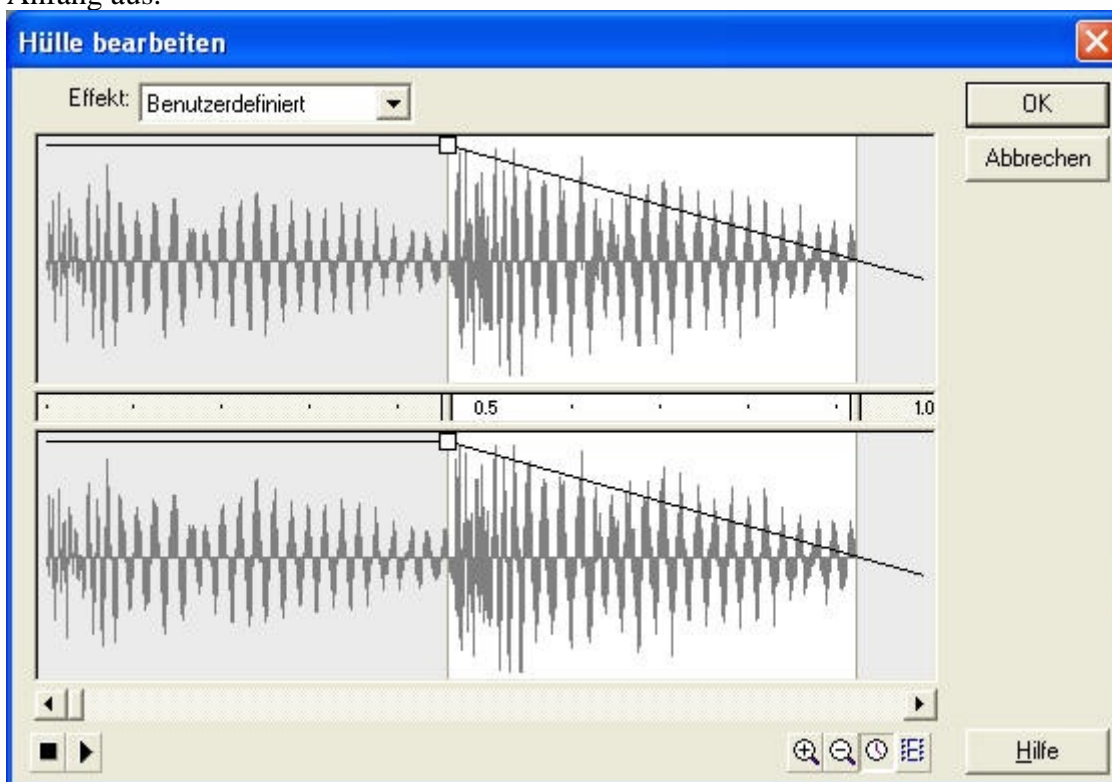 Anfang aus.
Hülle bearbeiten
Effekt: Benutzerdefiniert
OK
Abbrechen
0.5
1.0
Hilfe